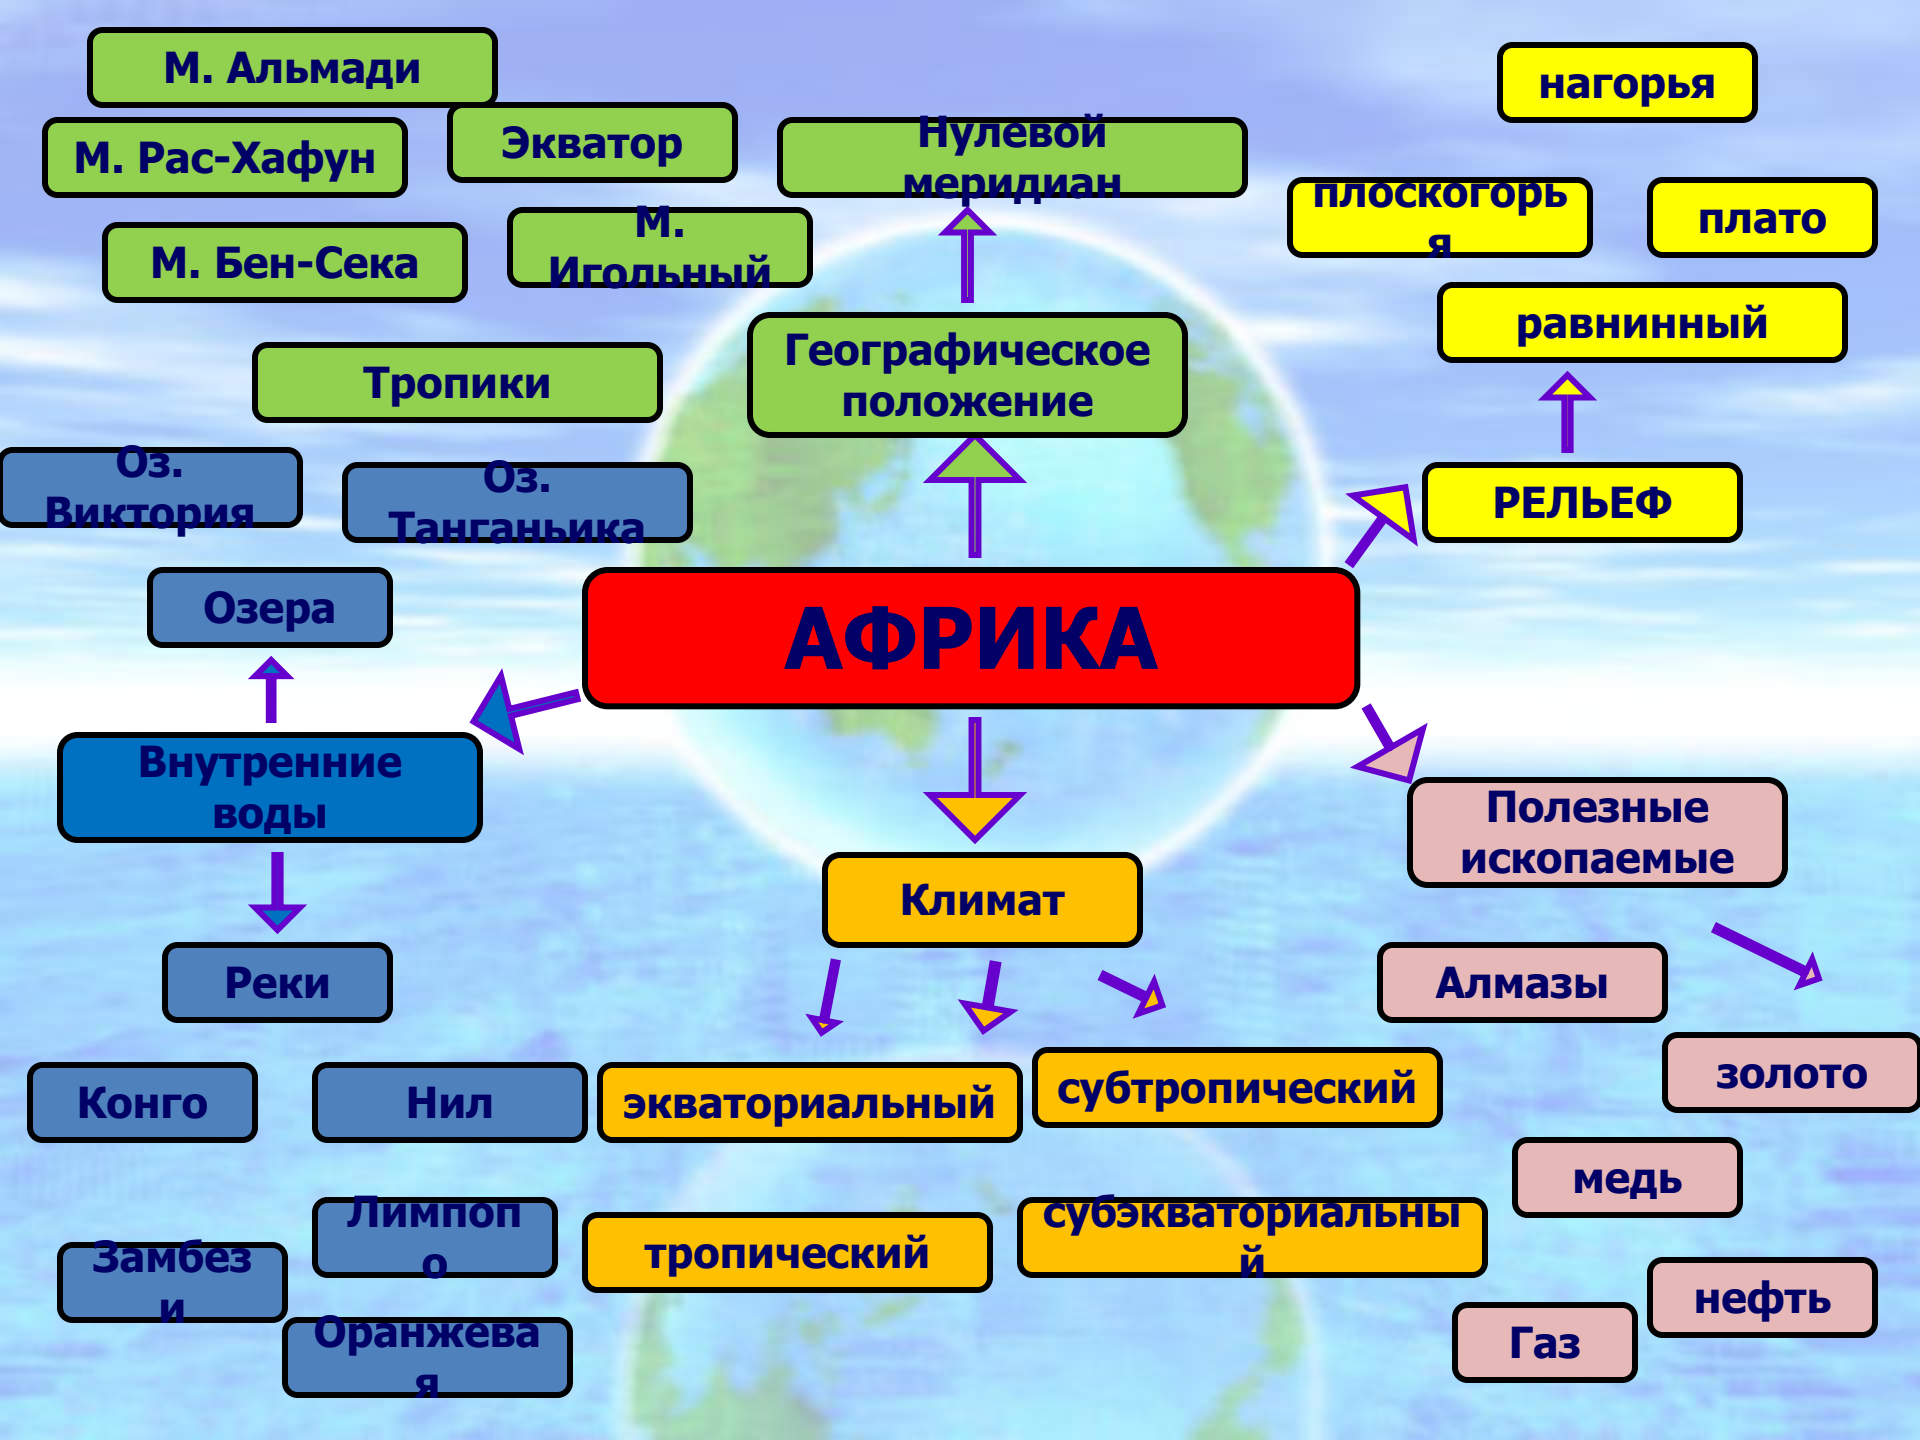 М. Альмади
нагорья
М. Рас-Хафун
Экватор
Нулевой
меридиан
плоскогорь
я
плато
М. Бен-Сека
М.
Игольный
равнинный
Географическое
положение
Тропики
Оз.
Виктория
Оз.
Танганьика
РЕЛЬЕФ
Озера
АФРИКА
Внутренние
воды
Полезные
ископаемые
Климат
Реки
Алмазы
Конго
Нил
экваториальный
субтропический
золото
медь
Лимпоп
о
Замбез
и
тропический
субэкваториальны
й
нефть
Оранжева
я
Газ